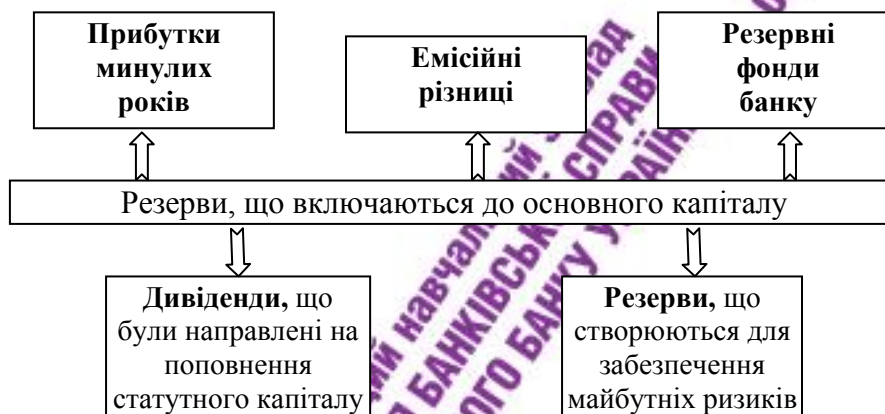 Прибутки
минулих
років
Емісійні
різниці
Резервні
фонди
банку
Резерви, що включаються до основного капіталу
Дивіденди, що
були направлені на
поповнення
статутного капіталу
Резерви, що
створюються для
забезпечення
майбутніх ризиків